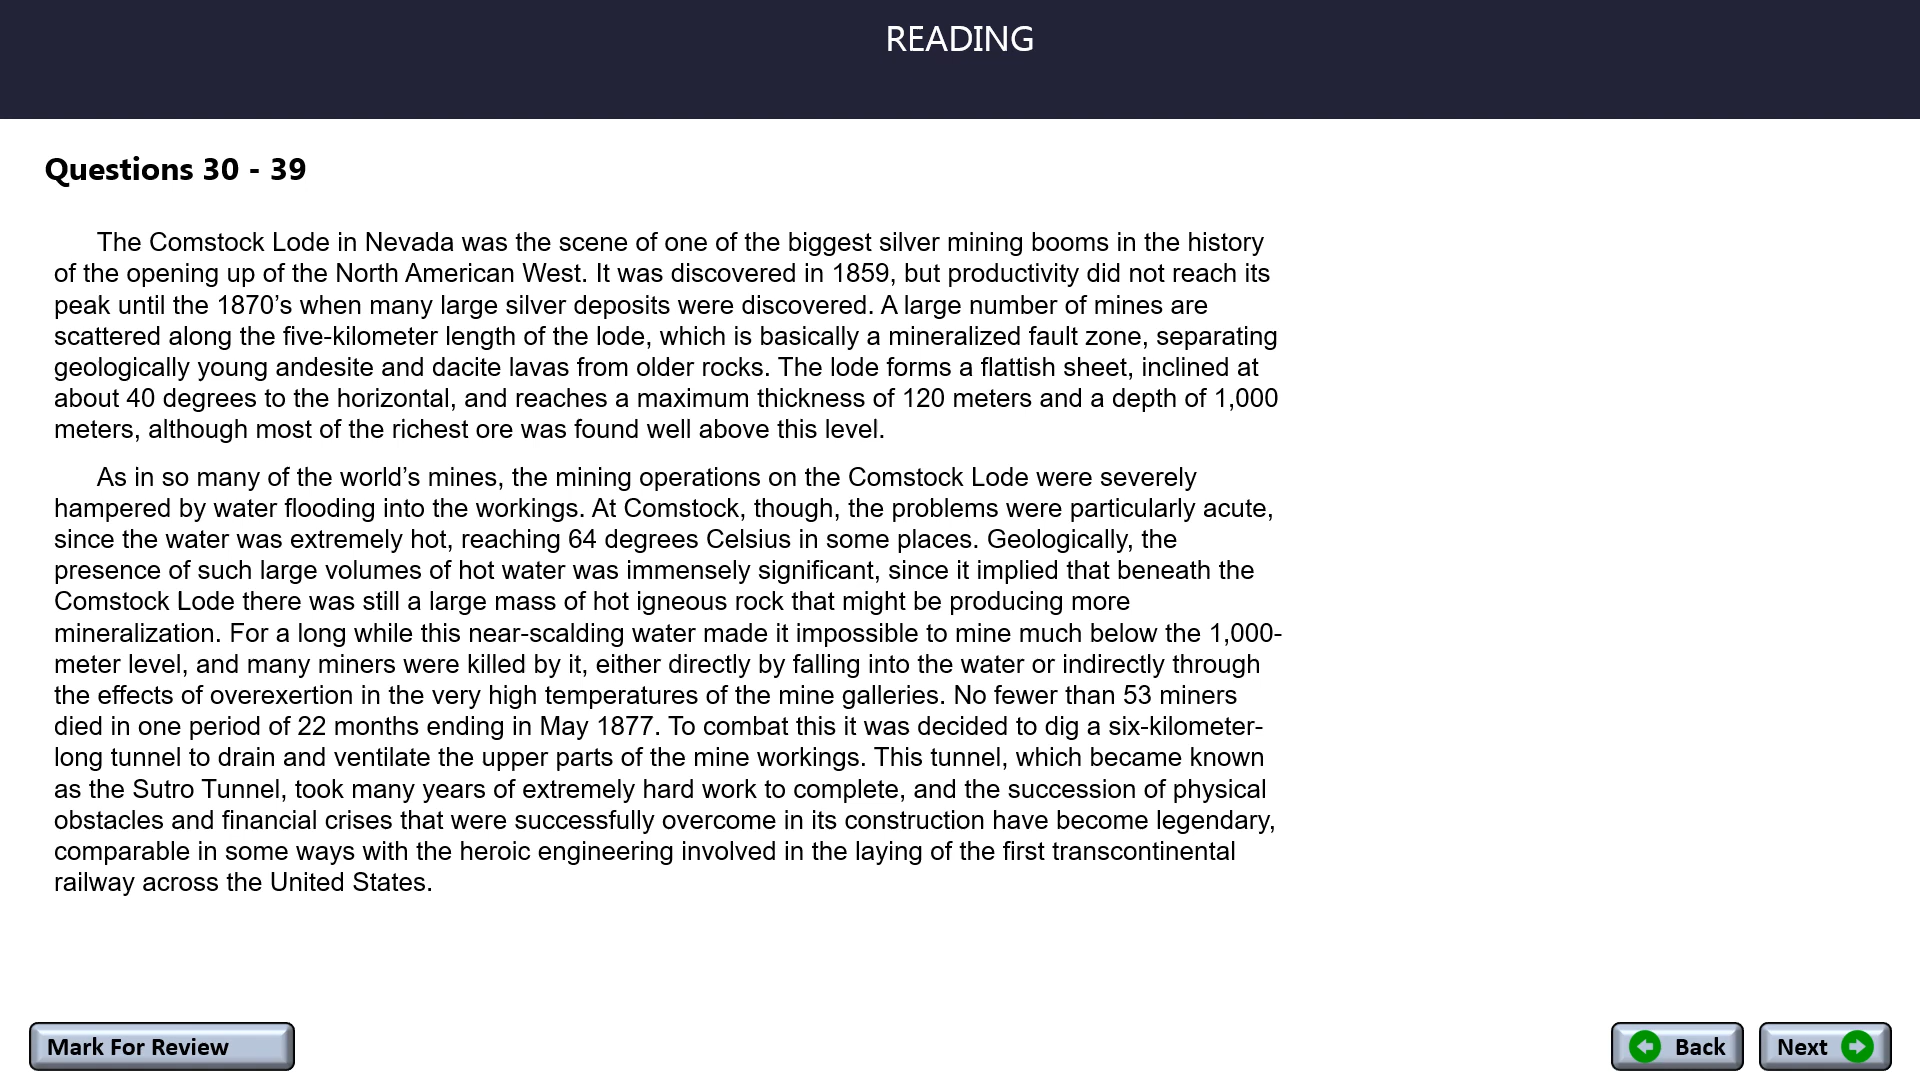 READING
Questions 30 - 39
The Comstock Lode in Nevada was the scene of one of the biggest silver mining booms in the history
of the opening up of the North American West. It was discovered in 1859, but productivity did not reach its
peak until the 1870’s when many large silver deposits were discovered. A large number of mines are
scattered along the five-kilometer length of the lode, which is basically a mineralized fault zone, separating
geologically young andesite and dacite lavas from older rocks. The lode forms a flattish sheet, inclined at
about 40 degrees to the horizontal, and reaches a maximum thickness of 120 meters and a depth of 1,000
meters, although most of the richest ore was found well above this level.
As in so many of the world’s mines, the mining operations on the Comstock Lode were severely
hampered by water flooding into the workings. At Comstock, though, the problems were particularly acute,
since the water was extremely hot, reaching 64 degrees Celsius in some places. Geologically, the
presence of such large volumes of hot water was immensely significant, since it implied that beneath the
Comstock Lode there was still a large mass of hot igneous rock that might be producing more
mineralization. For a long while this near-scalding water made it impossible to mine much below the 1,000-
meter level, and many miners were killed by it, either directly by falling into the water or indirectly through
the effects of overexertion in the very high temperatures of the mine galleries. No fewer than 53 miners
died in one period of 22 months ending in May 1877. To combat this it was decided to dig a six-kilometer-
long tunnel to drain and ventilate the upper parts of the mine workings. This tunnel, which became known
as the Sutro Tunnel, took many years of extremely hard work to complete, and the succession of physical
obstacles and financial crises that were successfully overcome in its construction have become legendary,
comparable in some ways with the heroic engineering involved in the laying of the first transcontinental
railway across the United States.
Mark For Review
Back
Next